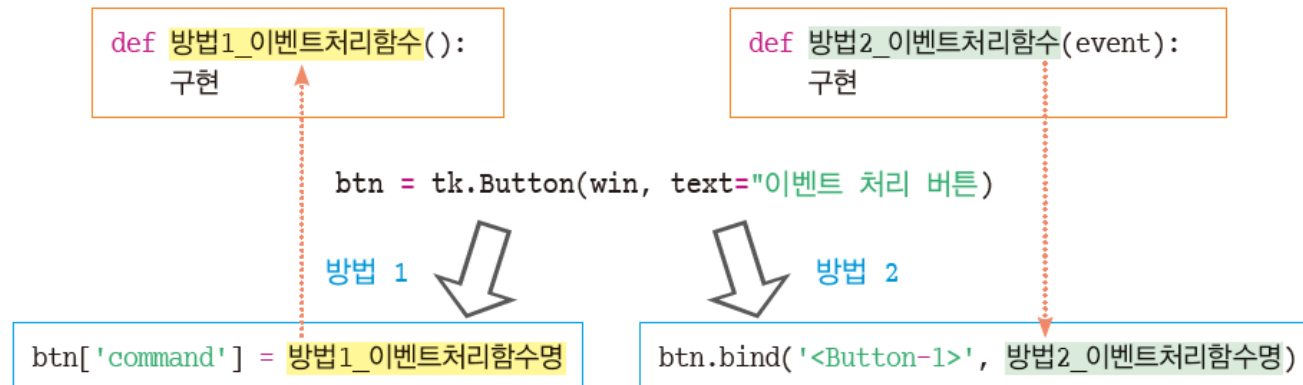 def 방법1_이벤트처리함수():
구현
def 방법2_이벤트처리함수(event):
구현
btn = tk.Button(win, text="이벤트 처리 버튼)
방법 1
방법 2
btn['command'] = 방법1_이벤트처리함수명
btn.bind('<Button-1>', 방법2_이벤트처리함수명)